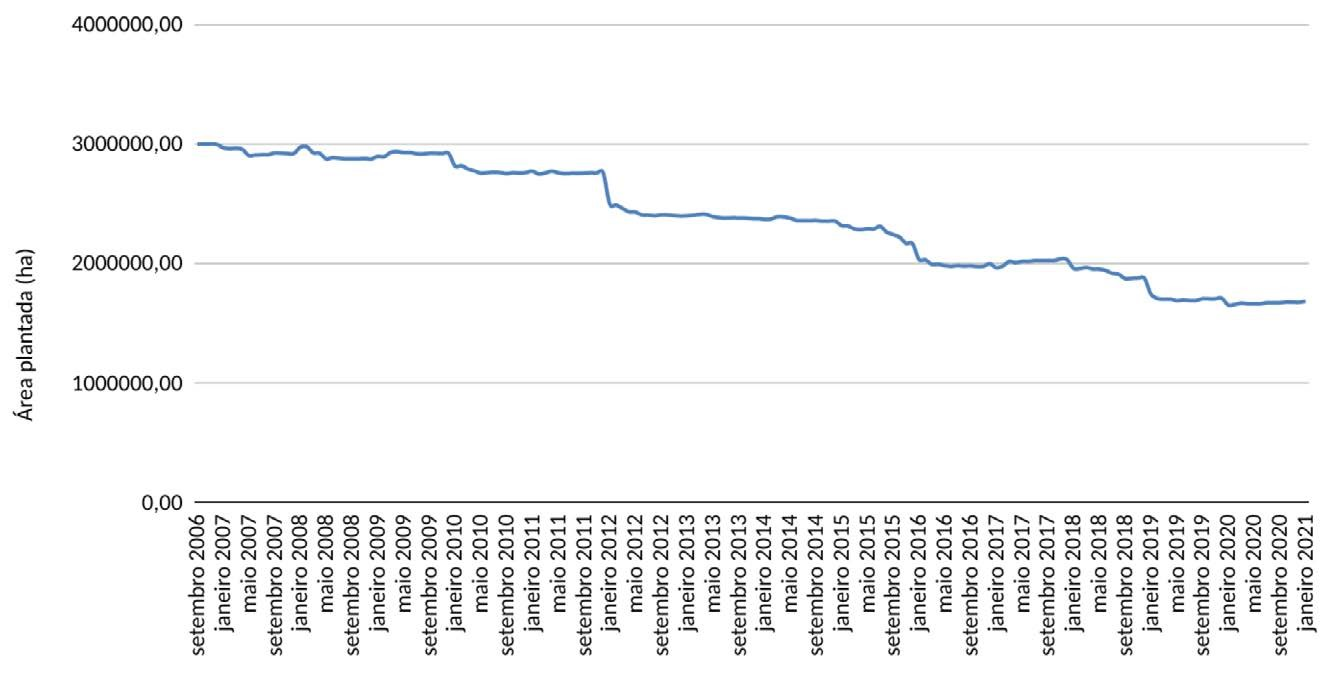 4000000,00
3000000,00
2000000,00
1000000,00
0,00
Área plantada (ha)
setembro 2006
janeiro 2007
maio 2007
setembro 2007
janeiro 2008
maio 2008
setembro 2008
janeiro 2009
maio 2009
setembro 2009
janeiro 2010
maio 2010
setembro 2010
janeiro 2011
maio 2011
setembro 2011
janeiro 2012
maio 2012
setembro 2012
janeiro 2013
maio 2013
setembro 2013
janeiro 2014
maio 2014
setembro 2014
janeiro 2015
maio 2015
setembro 2015
janeiro 2016
maio 2016
setembro 2016
janeiro 2017
maio 2017
setembro 2017
janeiro 2018
maio 2018
setembro 2018
janeiro 2019
maio 2019
setembro 2019
janeiro 2020
maio 2020
setembro 2020
janeiro 2021